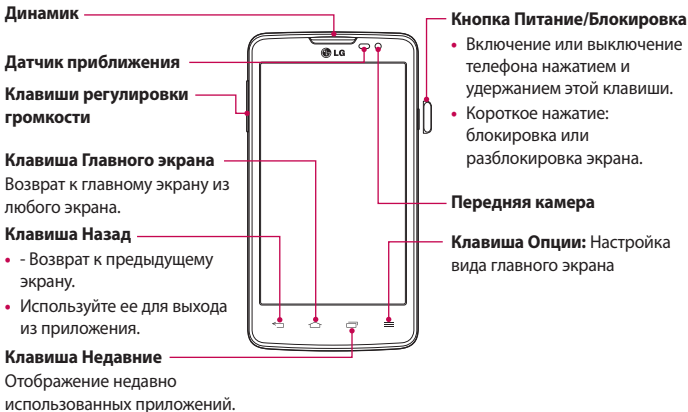 Динамик
Датчик приближения
Клавиши регулировки
громкости
Клавиша Главного экрана
Возврат к главному экрану из
любого экрана.
Клавиша Назад
• - Возврат к предыдущему
экрану.
• Используйте ее для выхода
из приложения.
Клавиша Недавние
Отображение недавно
использованных приложений.
LG
Кнопка Питание/Блокировка
• Включение или выключение
телефона нажатием и
удержанием этой клавиши.
• Короткое нажатие:
блокировка или
разблокировка экрана.
Передняя камера
Клавиша Опции: Настройка
вида главного экрана